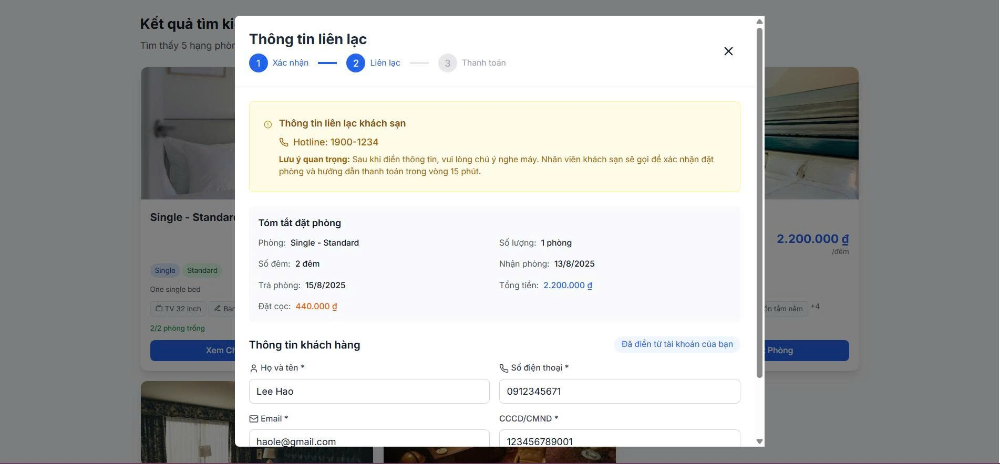 Kết quả tìm ki
Tìm thấy 5 hạng phòn
Thông tin liên lạc
1 Xác nhận 2 Liên lạc 3 Thanh toán
Thông tin liên lạc khách sạn
Hotline: 1900-1234
Lưu ý quan trọng: Sau khi điền thông tin, vui lòng chú ý nghe máy. Nhân viên khách sạn sẽ gọi để xác nhận đặt
phòng và hướng dẫn thanh toán trong vòng 15 phút.
Tóm tắt đặt phòng
Phòng: Single - Standard
Số lượng: 1 phòng
Số đêm: 2 đêm
Nhận phòng: 13/8/2025
Trả phòng: 15/8/2025
Tổng tiền: 2.200.000 ₫
Đặt cọc: 440.000 ₫
Thông tin khách hàng
Đã điền từ tài khoản của bạn
Họ và tên *
Số điện thoại *
Lee Hao
0912345671
Email *
CCCD/CMND *
haole@gmail.com
123456789001
Single - Standard
Single Standard
One single bed
TV 32 inch Bàn
2/2 phòng trống
Xem Ch
2.200.000 ₫
/đêm
ồn tắm nằm +4
Phòng